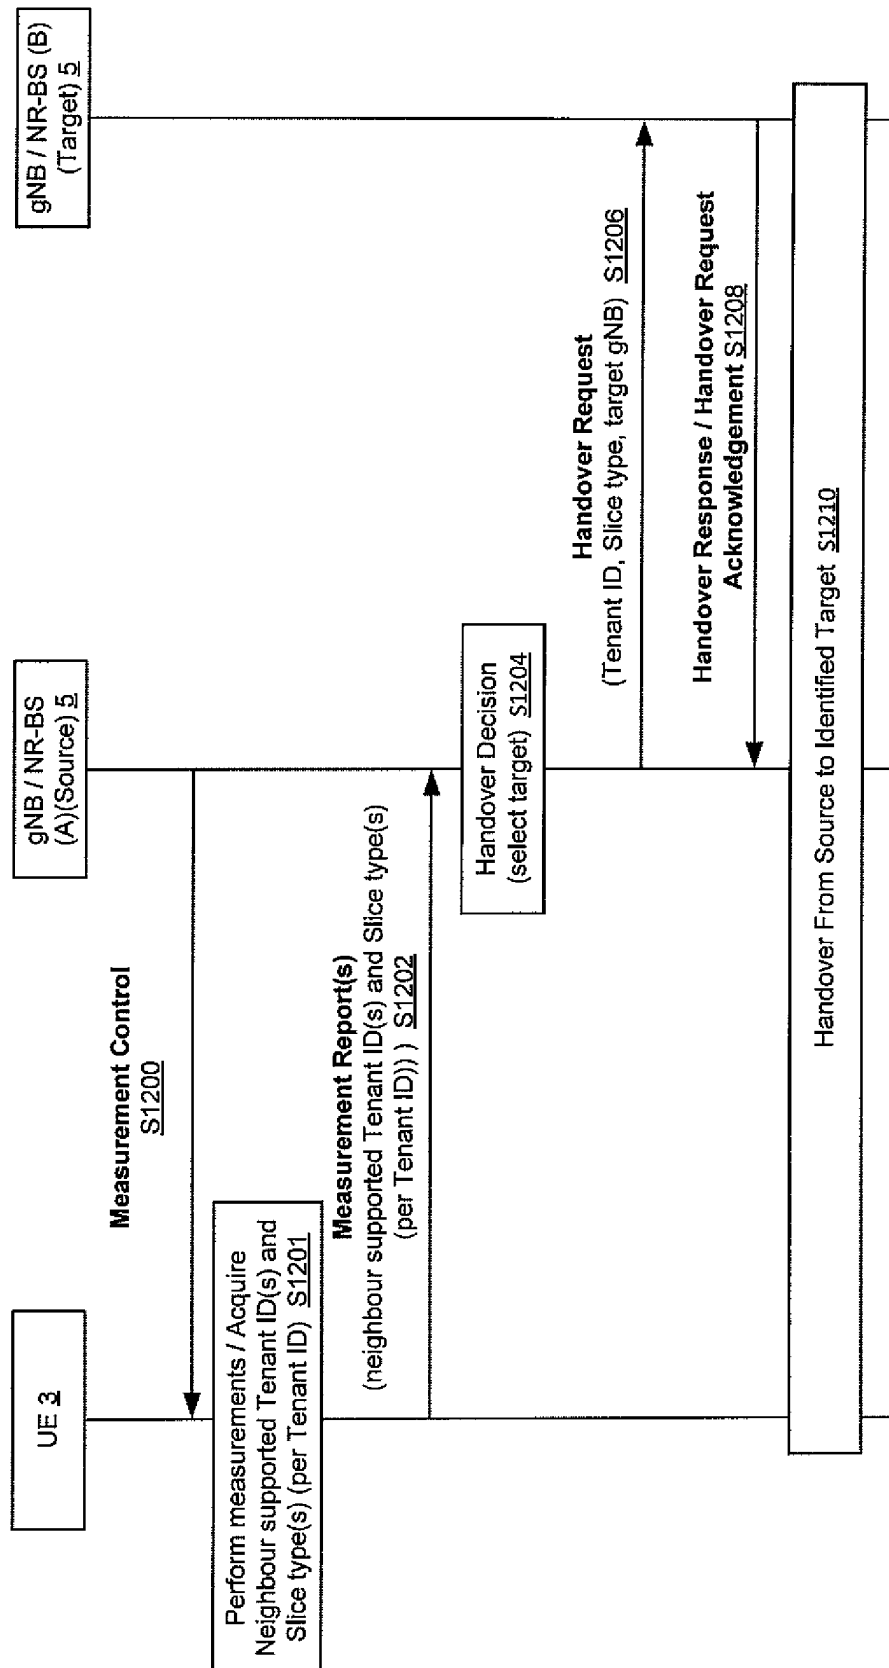 UE 3
gNB / NR-BS
(A)(Source) 5
gNB / NR-BS (B)
(Target) 5
Measurement Control
S1200
Perform measurements / Acquire
Neighbour supported Tenant ID(s) and
Slice type(s) (per Tenant ID) S1201
Measurement Report(s)
(neighbour supported Tenant ID(s) and Slice type(s)
(per Tenant ID))) S1202
Handover Decision
(select target) S1204
Handover Request
(Tenant ID, Slice type, target gNB) S1206
Handover Response / Handover Request
Acknowledgement S1208
Handover From Source to Identified Target S1210